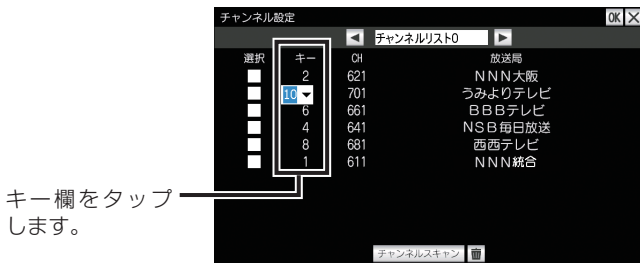 チャンネル設定
OK
チャンネルリスト0
選択 キー CH 放送局
2 621 NNN大阪
10 701 うみよりテレビ
6 661 BBBテレビ
4 641 NSB毎日放送
8 681 西西テレビ
1 611 NNN統合
キー欄をタップ
します。
チャンネルスキャン